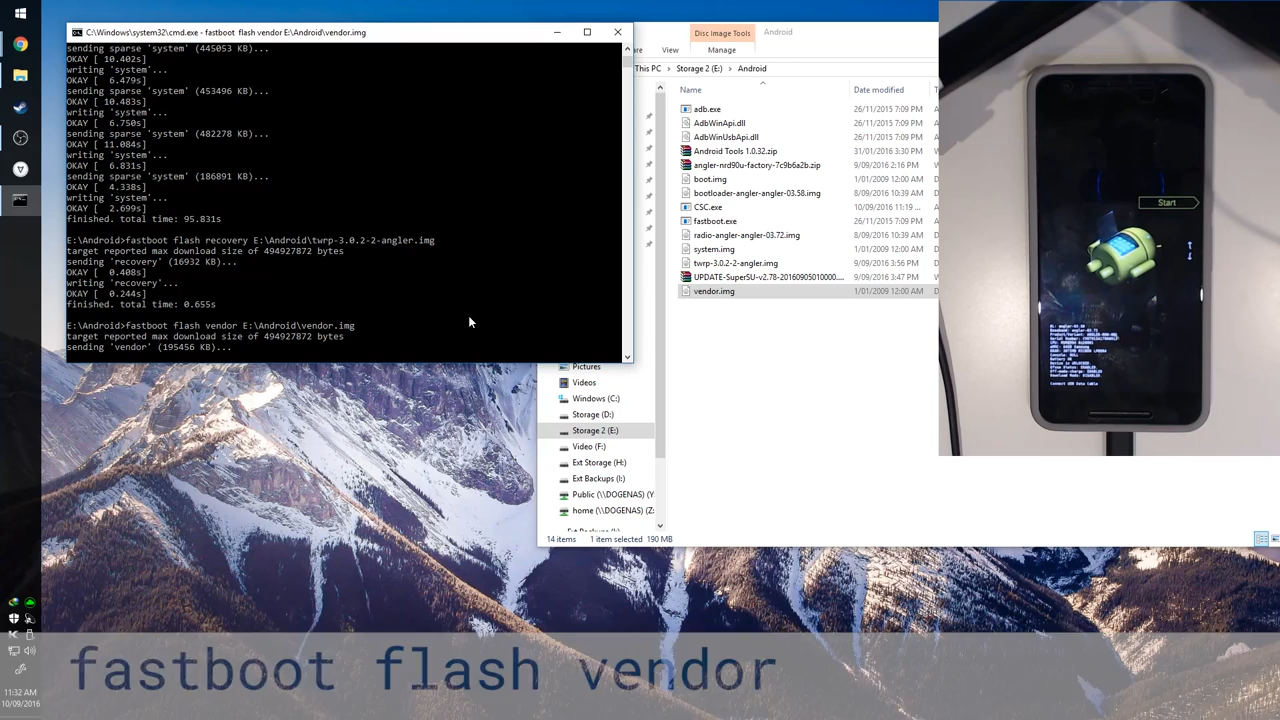 C:\Windows\system32\cmd.exe - fastboot flash vendor E:\Android\vendor.img
sending sparse 'system' (445053 KB)...
OKAY [ 10.402s]
writing 'system'...
OKAY [  6.479s]
sending sparse 'system' (453496 KB)...
OKAY [ 10.483s]
writing 'system'...
OKAY [  6.750s]
sending sparse 'system' (482278 KB)...
OKAY [ 11.084s]
writing 'system'...
OKAY [  6.831s]
sending sparse 'system' (186891 KB)...
OKAY [  4.338s]
writing 'system'...
OKAY [  2.699s]
finished. total time: 95.831s
E:\Android>fastboot flash recovery E:\Android\twrp-3.0.2-2-angler.img
target reported max download size of 494927872 bytes
sending 'recovery' (16932 KB)...
OKAY [  0.408s]
writing 'recovery'...
OKAY [  0.244s]
finished. total time: 0.655s
E:\Android>fastboot flash vendor E:\Android\vendor.img
target reported max download size of 494927872 bytes
sending 'vendor' (195456 KB)...
Disc Image Tools Android
are View Manage
This PC > Storage 2 (E:) > Android
Name Date modified
adb.exe 26/11/2015 7:09 PM
AdbWinApi.dll 26/11/2015 7:09 PM
AdbWinUsbApi.dll 26/11/2015 7:09 PM
Android Tools 1.0.32.zip 31/01/2016 3:30 PM
angler-nrd90u-factory-7c9b6a2b.zip 9/09/2016 2:16 PM
boot.img 1/01/2009 12:00 AM
bootloader-angler-angler-03.58.img 9/08/2016 10:39 AM
CSC.exe 10/09/2016 11:19 ...
fastboot.exe 26/11/2015 7:09 PM
radio-angler-angler-03.72.img 9/08/2016 10:39 AM
system.img 1/01/2009 12:00 AM
twrp-3.0.2-2-angler.img 9/09/2016 3:56 PM
UPDATE-SuperSU-v2.78-20160905010000.... 9/09/2016 3:47 PM
vendor.img 1/01/2009 12:00 AM
Pictures
Videos
Windows (C:)
Storage (D:)
Storage 2 (E:)
Video (F:)
Ext Storage (H:)
Ext Backups (I:)
Public (\\DOGENAS) (Y:
home (\\DOGENAS) (Z:
14 items 1 item selected 190 MB
Start
Connect USB Data Cable
fastboot flash vendor
11:32 AM
10/09/2016